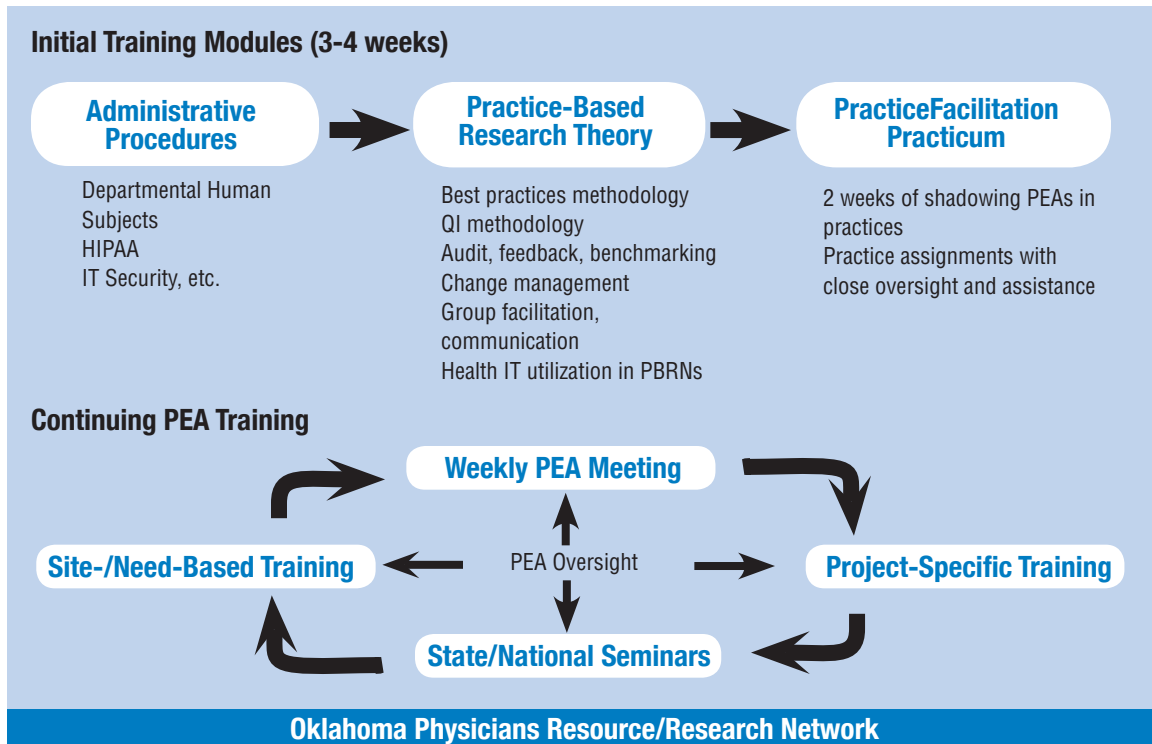 Initial Training Modules (3-4 weeks)
Administrative
Procedures
Departmental Human
Subjects
HIPAA
IT Security, etc.
Practice-Based
Research Theory
Best practices methodology
QI methodology
Audit, feedback, benchmarking
Change management
Group facilitation,
communication
Health IT utilization in PBRNs
PracticeFacilitation
Practicum
2 weeks of shadowing PEAs in
practices
Practice assignments with
close oversight and assistance
Continuing PEA Training
Weekly PEA Meeting
Site-/Need-Based Training
PEA Oversight
Project-Specific Training
State/National Seminars
Oklahoma Physicians Resource/Research Network